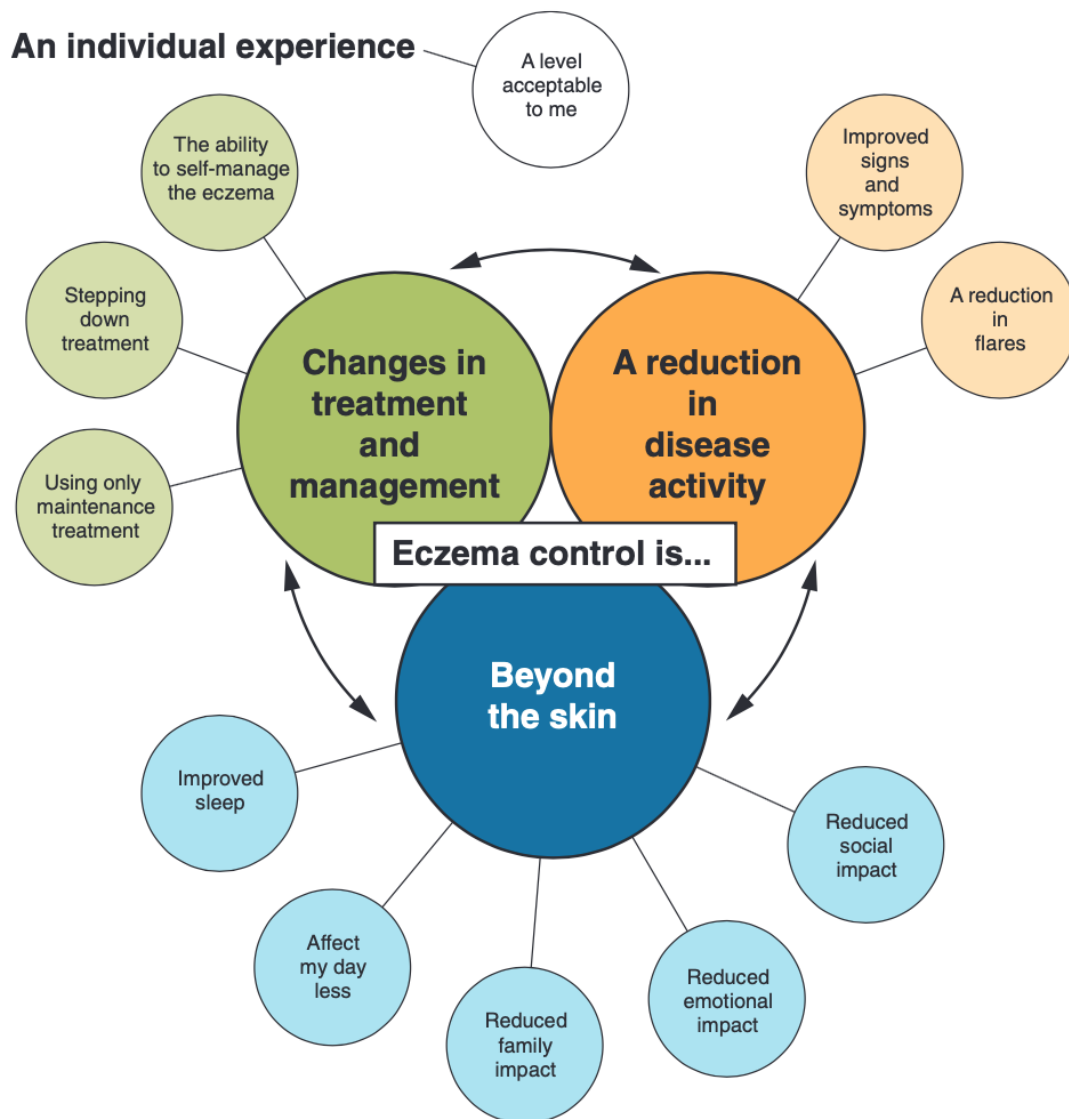 An individual experience
A level
acceptable
to me
The ability
to self-manage
the eczema
Improved
signs
and
symptoms
Stepping
down
treatment
A reduction
in
flares
Changes in
treatment
and
management
A reduction
in
disease
activity
Using only
maintenance
treatment
Eczema control is...
Beyond
the skin
Improved
sleep
Affect
my day
less
Reduced
family
impact
Reduced
emotional
impact
Reduced
social
impact